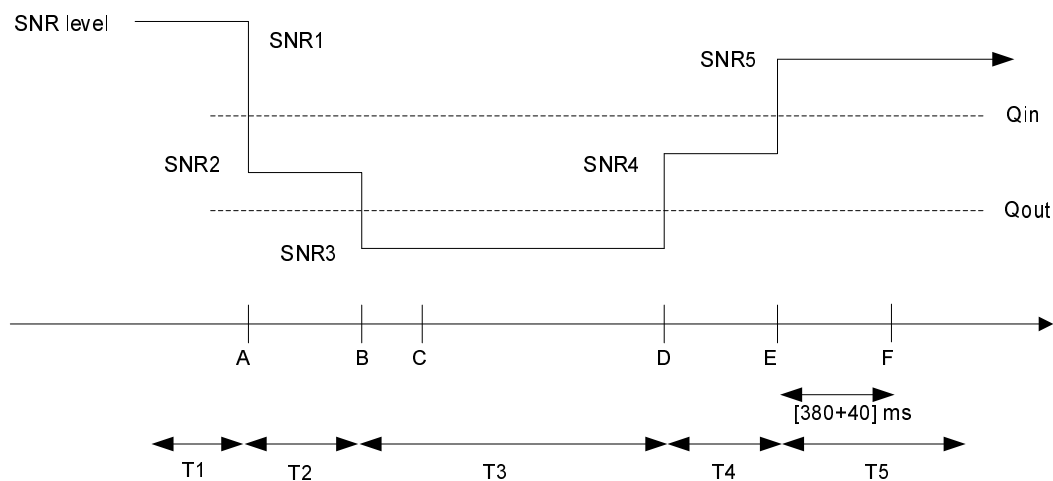 SNR level
SNR1
SNR5
Qin
SNR2
SNR4
Qout
SNR3
A
B
C
D
E
F
[380+40] ms
T1
T2
T3
T4
T5